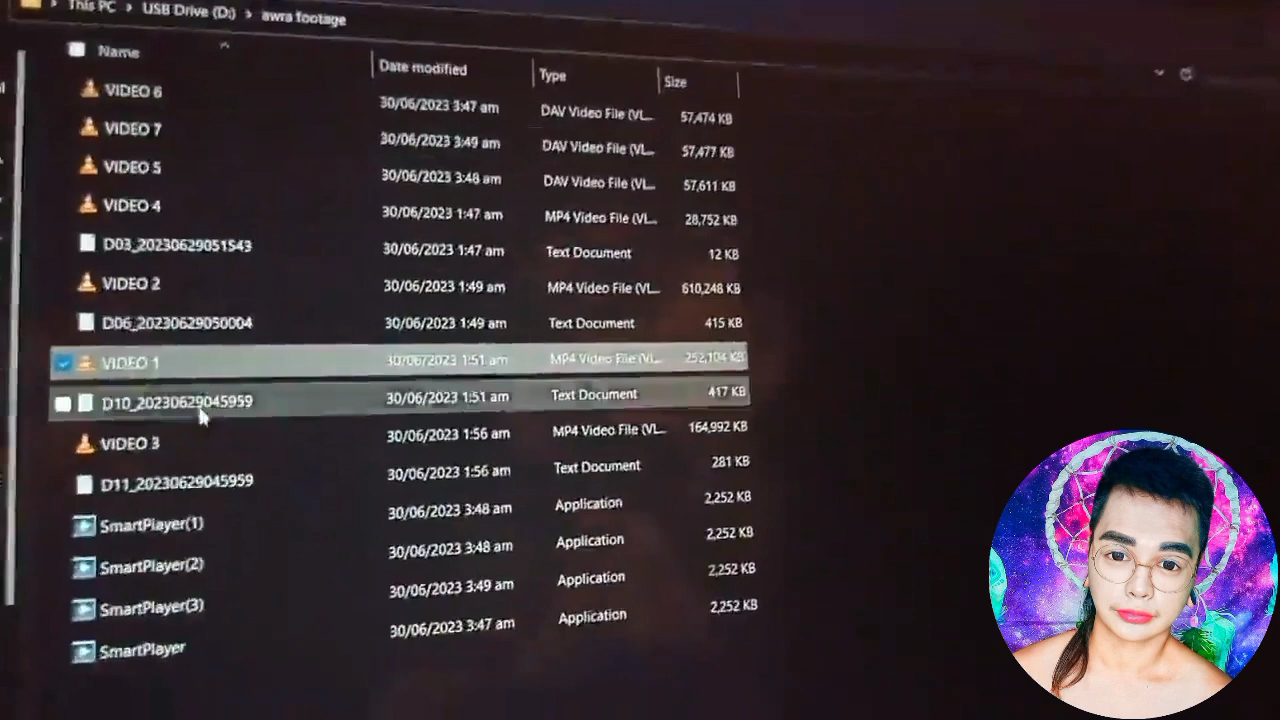 This PC > USB Drive (D:) > awra footage
Name Date modified Type Size
VIDEO 6 30/06/2023 3:47 am DAV Video File (VL... 57,474 KB
VIDEO 7 30/06/2023 3:49 am DAV Video File (VL... 57,477 KB
VIDEO 5 30/06/2023 3:48 am DAV Video File (VL... 57,611 KB
VIDEO 4 30/06/2023 1:47 am MP4 Video File (VL... 28,752 KB
D03_20230629051543 30/06/2023 1:47 am Text Document 12 KB
VIDEO 2 30/06/2023 1:49 am MP4 Video File (VL... 610,248 KB
D06_20230629050004 30/06/2023 1:49 am Text Document 415 KB
VIDEO 1 30/06/2023 1:51 am MP4 Video File (VL... 252,104 KB
D10_20230629045959 30/06/2023 1:51 am Text Document 417 KB
VIDEO 3 30/06/2023 1:56 am MP4 Video File (VL... 164,992 KB
D11_20230629045959 30/06/2023 1:56 am Text Document 281 KB
SmartPlayer(1) 30/06/2023 3:48 am Application 2,252 KB
SmartPlayer(2) 30/06/2023 3:48 am Application 2,252 KB
SmartPlayer(3) 30/06/2023 3:49 am Application 2,252 KB
SmartPlayer 30/06/2023 3:47 am Application 2,252 KB